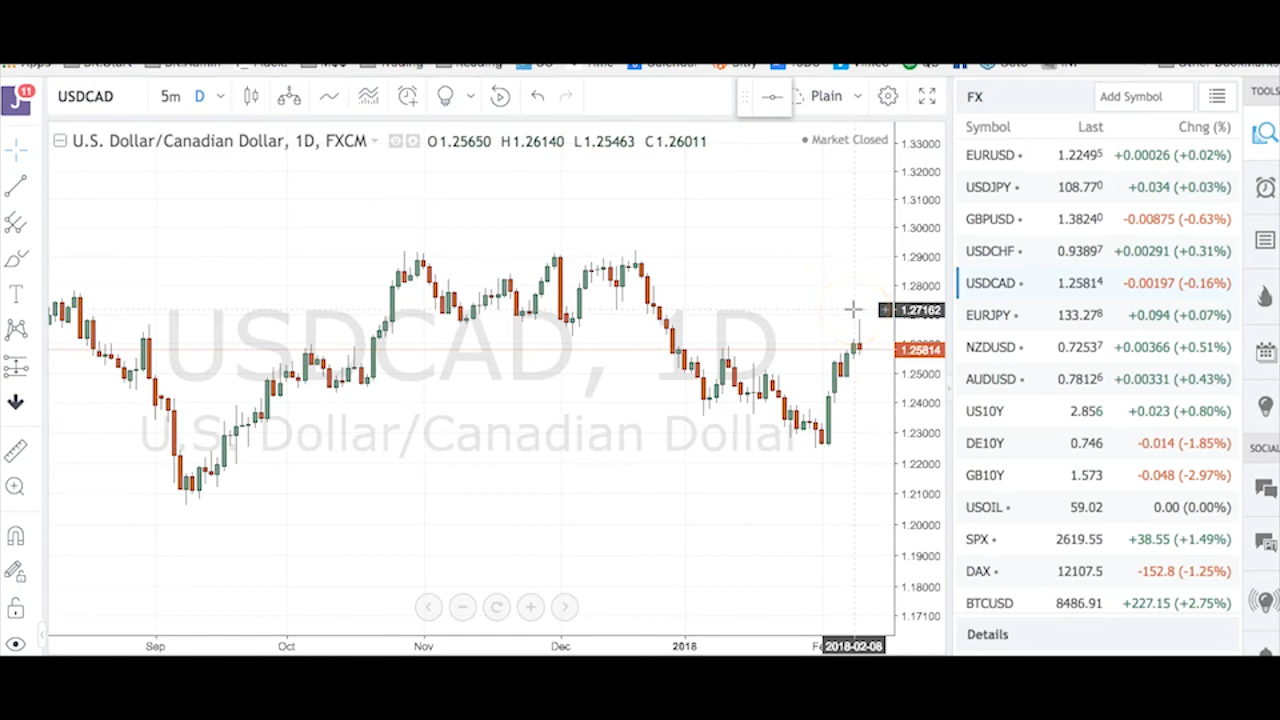 Apps
Trading
Reading
Calendar
Other Bookmarks
11
USDCAD
5m D
Plain
FX
Add Symbol
TOOLS
U.S. Dollar/Canadian Dollar, 1D, FXCM
O1.25650 H1.26140 L1.25463 C1.26011
Market Closed
Symbol Last Chng (%)
EURUSD 1.22495 +0.00026 (+0.02%)
USDJPY 108.770 +0.034 (+0.03%)
GBPUSD 1.38240 -0.00875 (-0.63%)
USDCHF 0.93897 +0.00291 (+0.31%)
USDCAD 1.25814 -0.00197 (-0.16%)
EURJPY 133.278 +0.094 (+0.07%)
NZDUSD 0.72537 +0.00366 (+0.51%)
AUDUSD 0.78126 +0.00331 (+0.43%)
US10Y 2.856 +0.023 (+0.80%)
DE10Y 0.746 -0.014 (-1.85%)
GB10Y 1.573 -0.048 (-2.97%)
USOIL 59.02 0.00 (0.00%)
SPX 2619.55 +38.55 (+1.49%)
DAX 12107.5 -152.8 (-1.25%)
BTCUSD 8486.91 +227.15 (+2.75%)
Details
SOCIAL
1.33000
1.32000
1.31000
1.30000
1.29000
1.28000
1.27162
1.25814
1.25000
1.24000
1.23000
1.22000
1.21000
1.20000
1.19000
1.18000
1.17100
USDCAD, 1D
U.S. Dollar/Canadian Dollar
Sep Oct Nov Dec 2018 2018-02-08